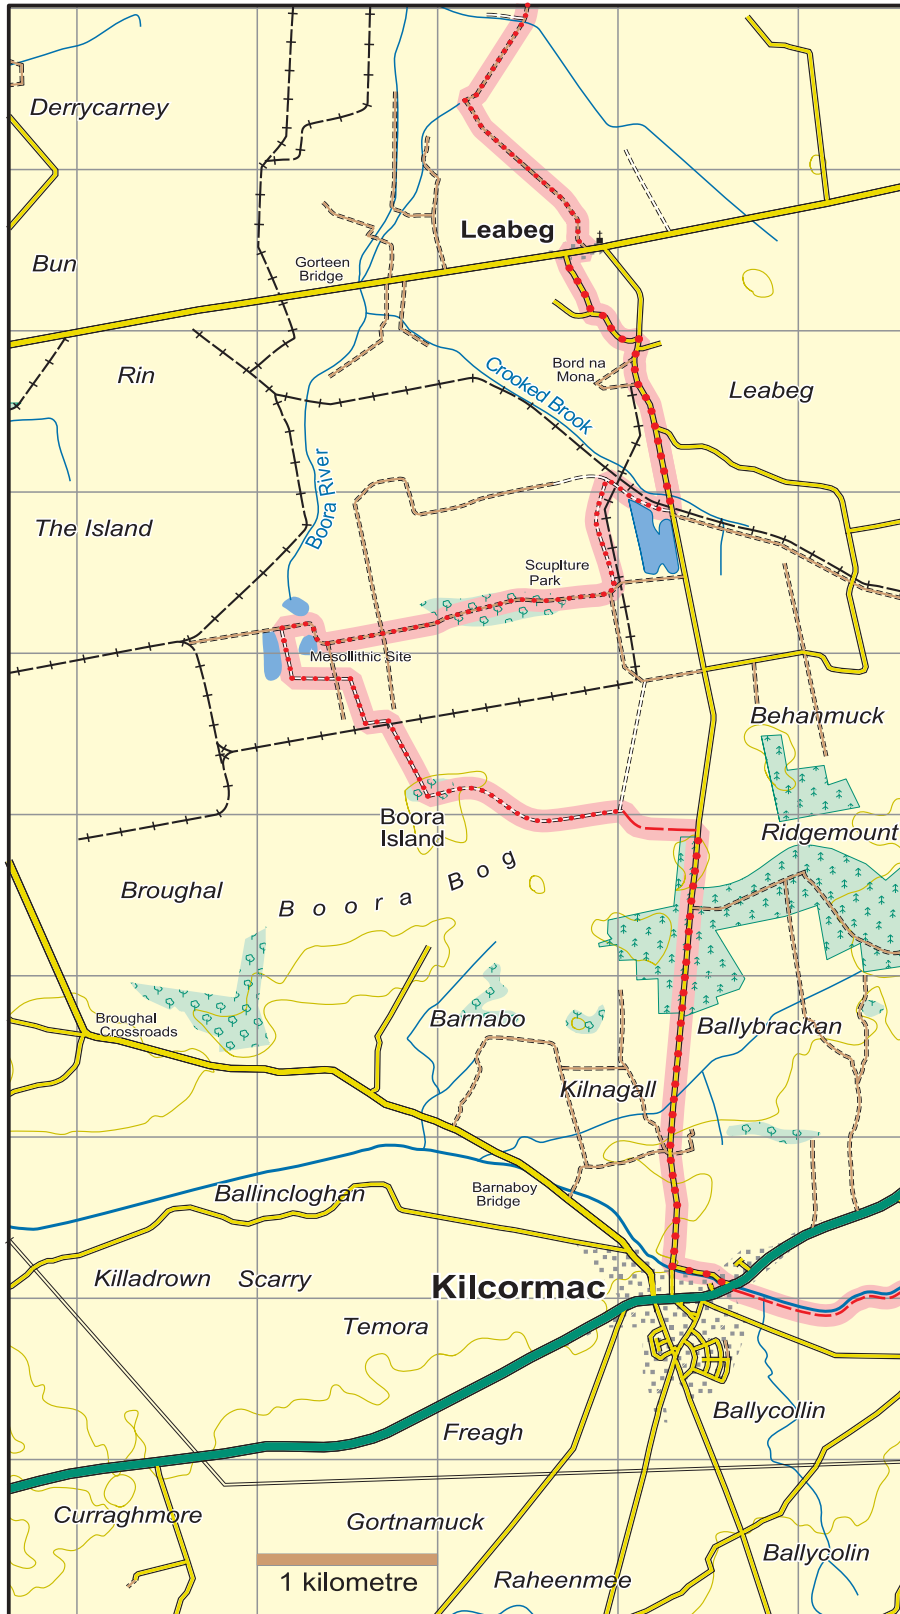 Derrycarney
Leabeg
Bun
Gorteen
Bridge
Rin
Bord na
Mona
Crooked Brook
Leabeg
Boora River
The Island
Scuplture
Park
Mesollithic Site
Behanmuck
Boora
Island
Ridgemount
Boora Bog
Broughal
Broughal
Crossroads
Barnabo
Ballybrackan
Kilnagall
Ballincloghan
Barnaboy
Bridge
Killadrown
Scarry
Kilcormac
Temora
Ballycollin
Freagh
Curraghmore
Gortnamuck
Ballycolin
1 kilometre
Raheenmee